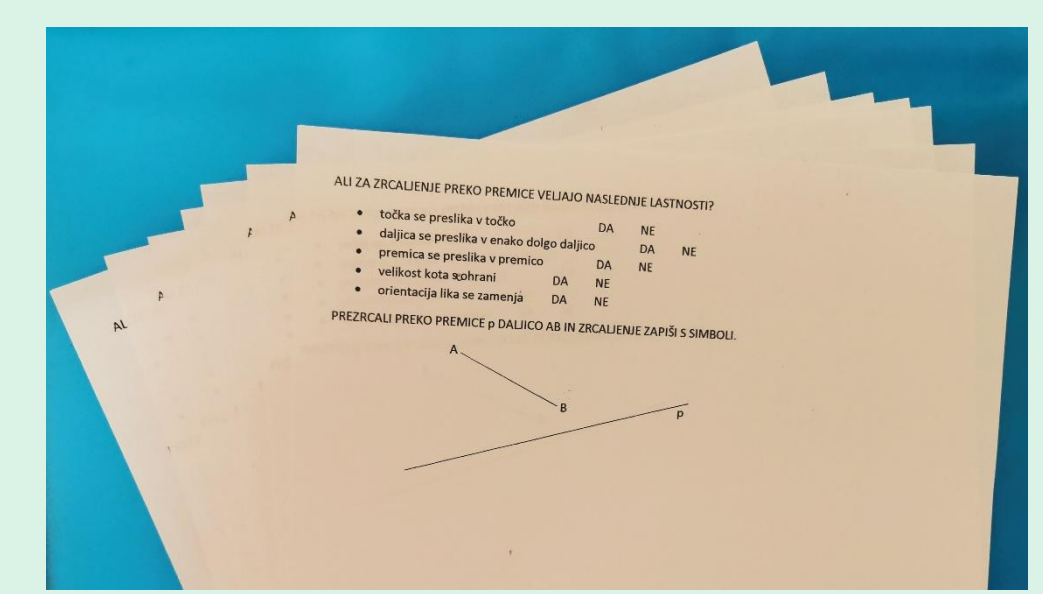 ALI ZA ZRCALJENJE PREKO PREMICE VELJAJO NASLEDNJE LASTNOSTI?
• točka se preslika v točko DA NE
• daljica se preslika v enako dolgo daljico DA NE
• premica se preslika v premico DA NE
• velikost kota se ohrani DA NE
• orientacija lika se zamenja DA NE
PREZRCALI PREKO PREMICE p DALJICO AB IN ZRCALJENJE ZAPIŠI S SIMBOLI.
A
B
p
AL
A
A
A